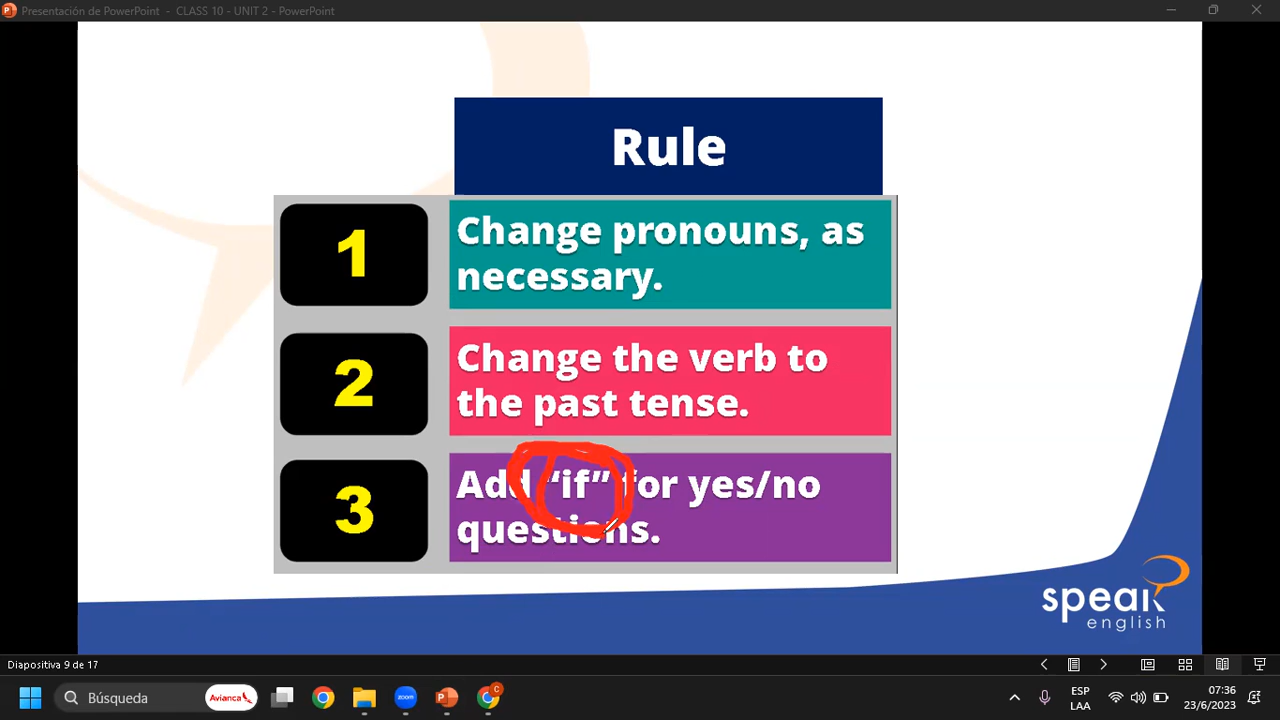 Presentación de PowerPoint - CLASS 10 - UNIT 2 - PowerPoint
Rule
1
Change pronouns, as
necessary.
2
Change the verb to
the past tense.
3
Add “if” for yes/no
questions.
speak
english
Diapositiva 9 de 17
Búsqueda
Avianca
zoom
C
ESP
LAA
07:36
23/6/2023